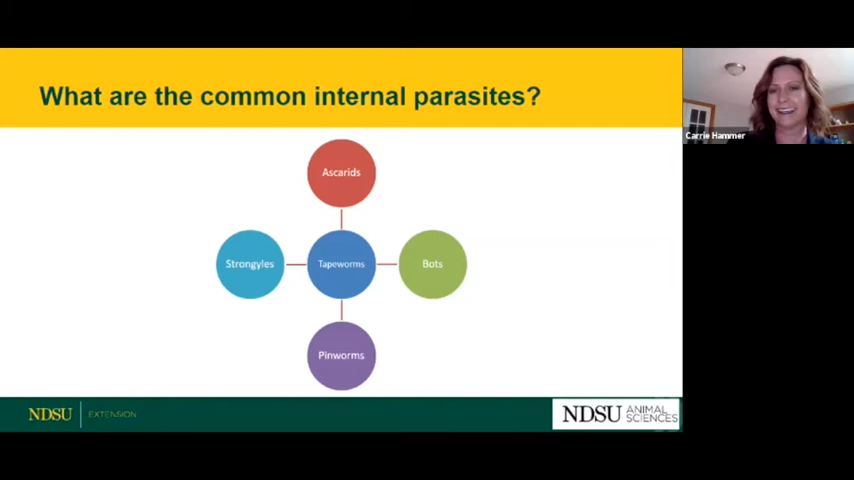 What are the common internal parasites?
Carrie Hammer
Ascarids
Strongyles
Tapeworms
Bots
Pinworms
NDSU EXTENSION
NDSU ANIMAL
SCIENCES